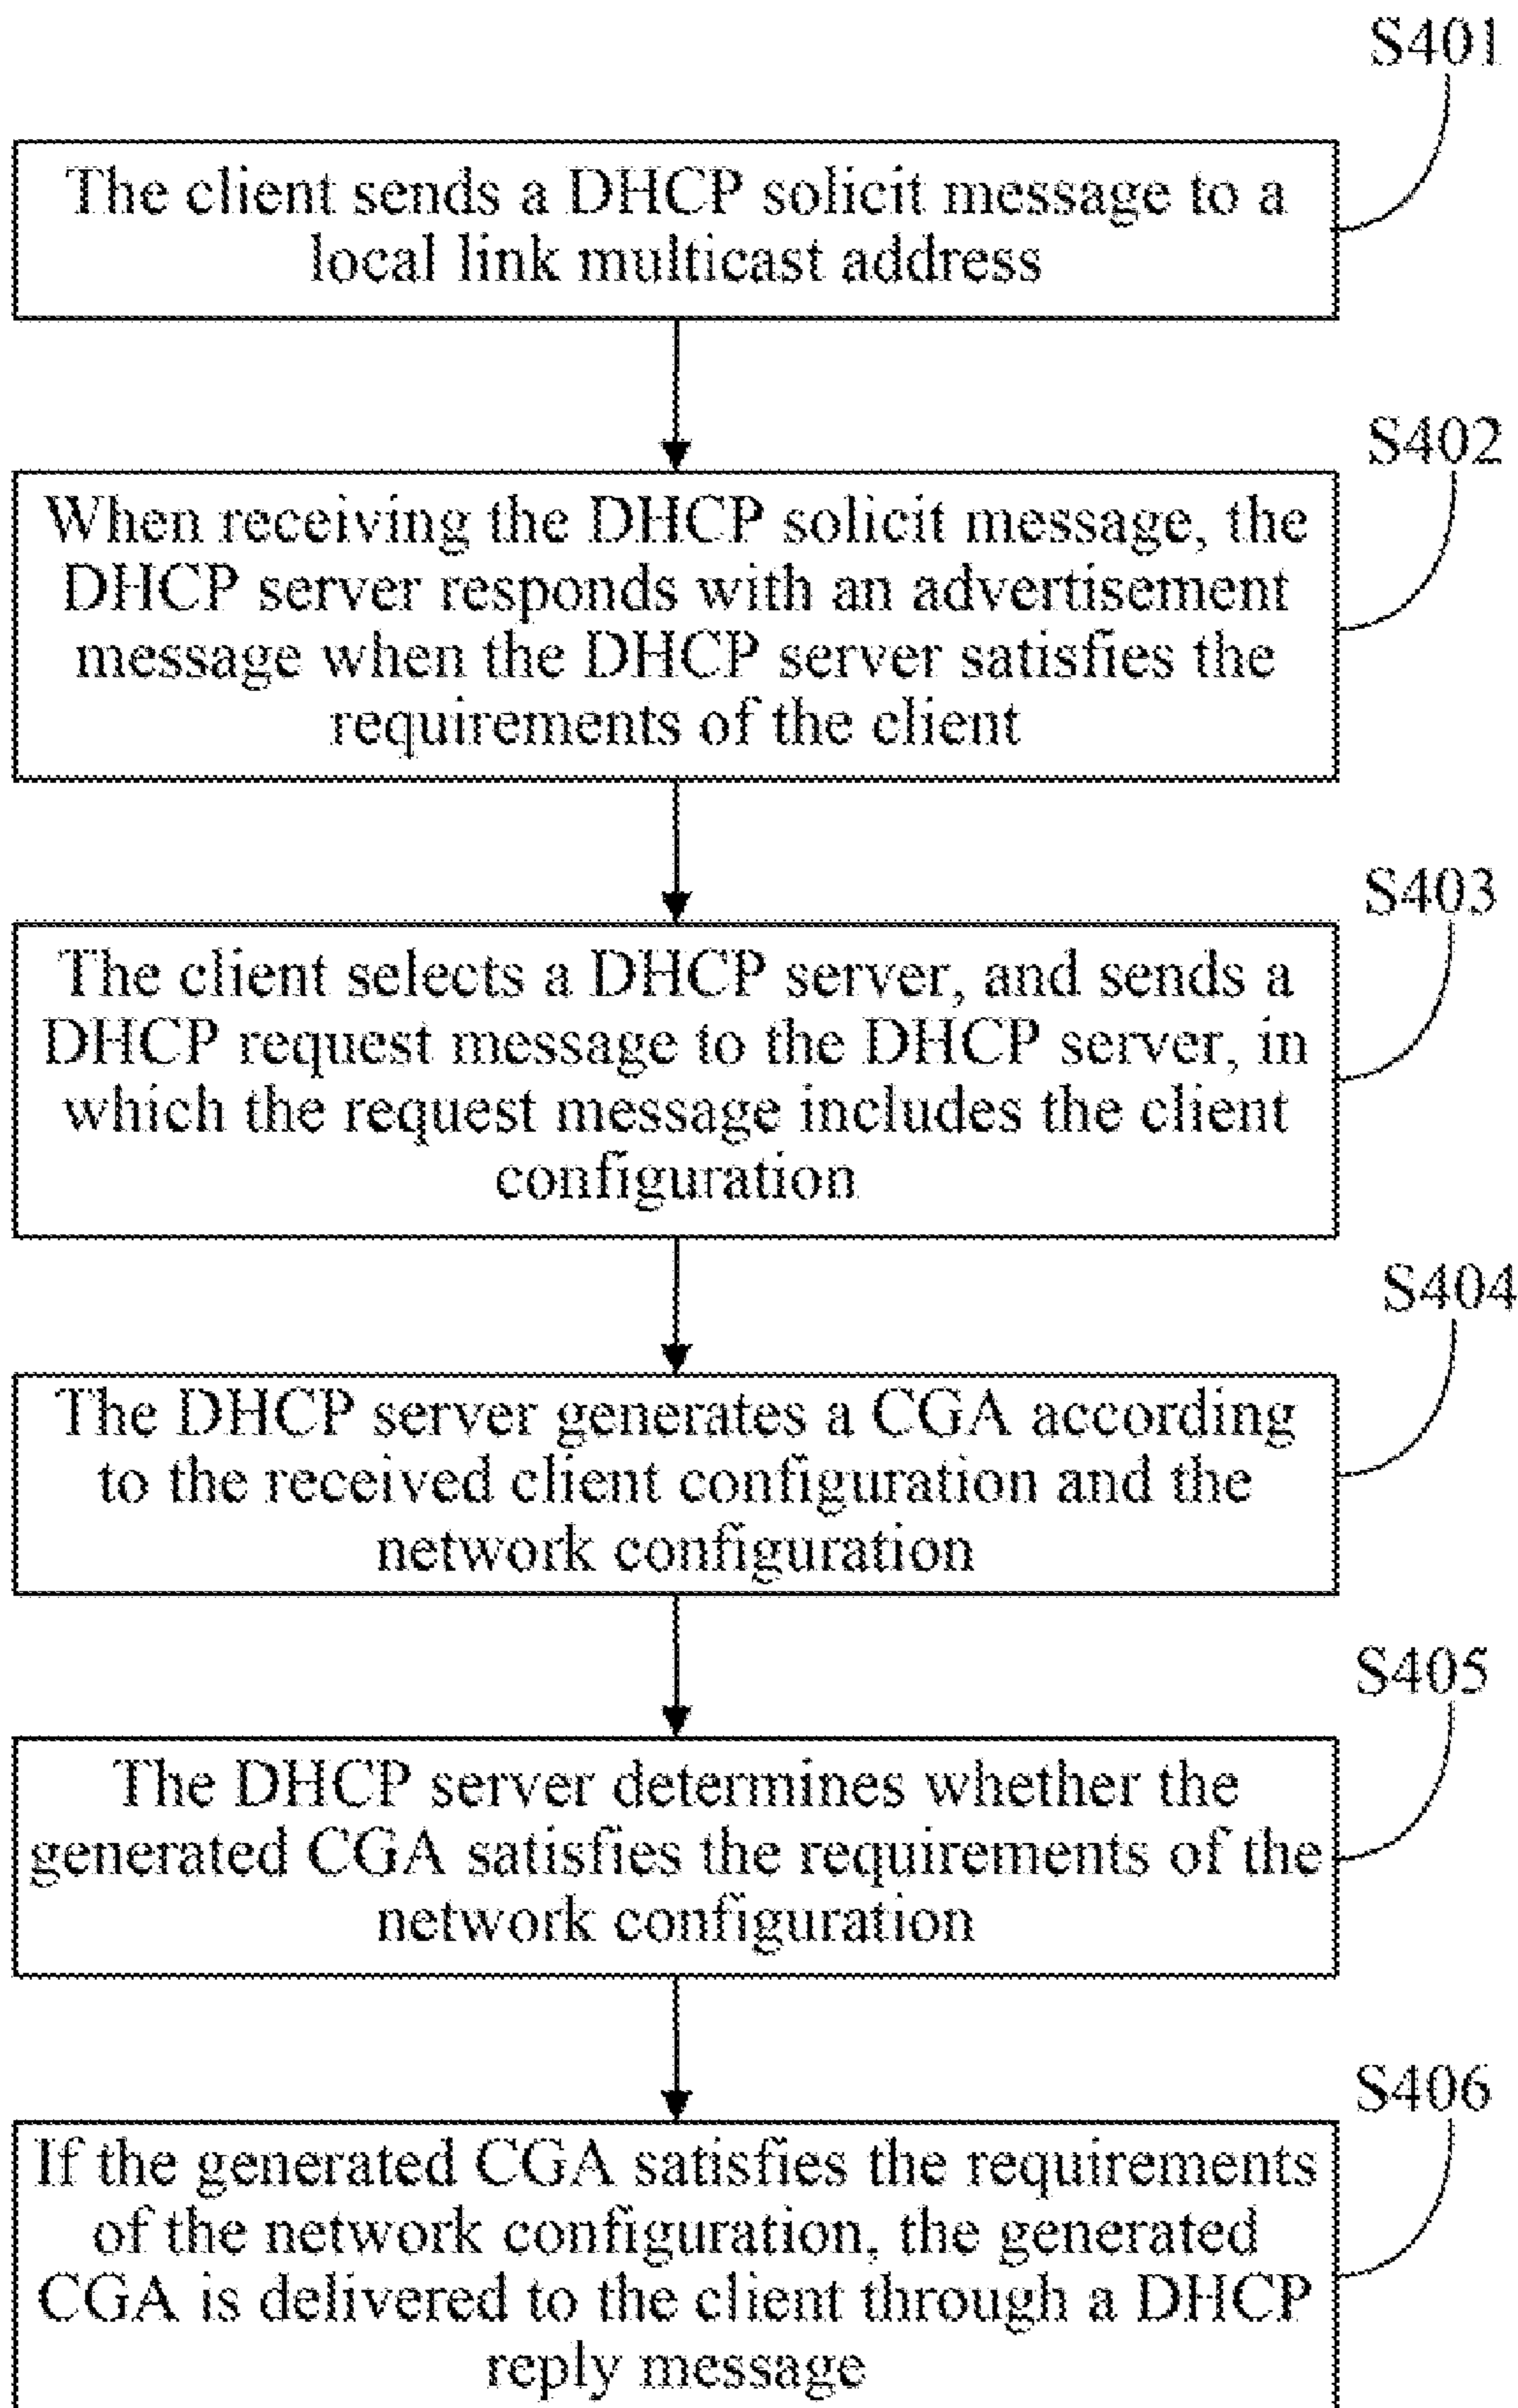 S401
The client sends a DHCP solicit message to a
local link multicast address
S402
When receiving the DHCP solicit message, the
DHCP server responds with an advertisement
message when the DHCP server satisfies the
requirements of the client
S403
The client selects a DHCP server, and sends a
DHCP request message to the DHCP server, in
which the request message includes the client
configuration
S404
The DHCP server generates a CGA according
to the received client configuration and the
network configuration
S405
The DHCP server determines whether the
generated CGA satisfies the requirements of the
network configuration
S406
If the generated CGA satisfies the requirements
of the network configuration, the generated
CGA is delivered to the client through a DHCP
reply message